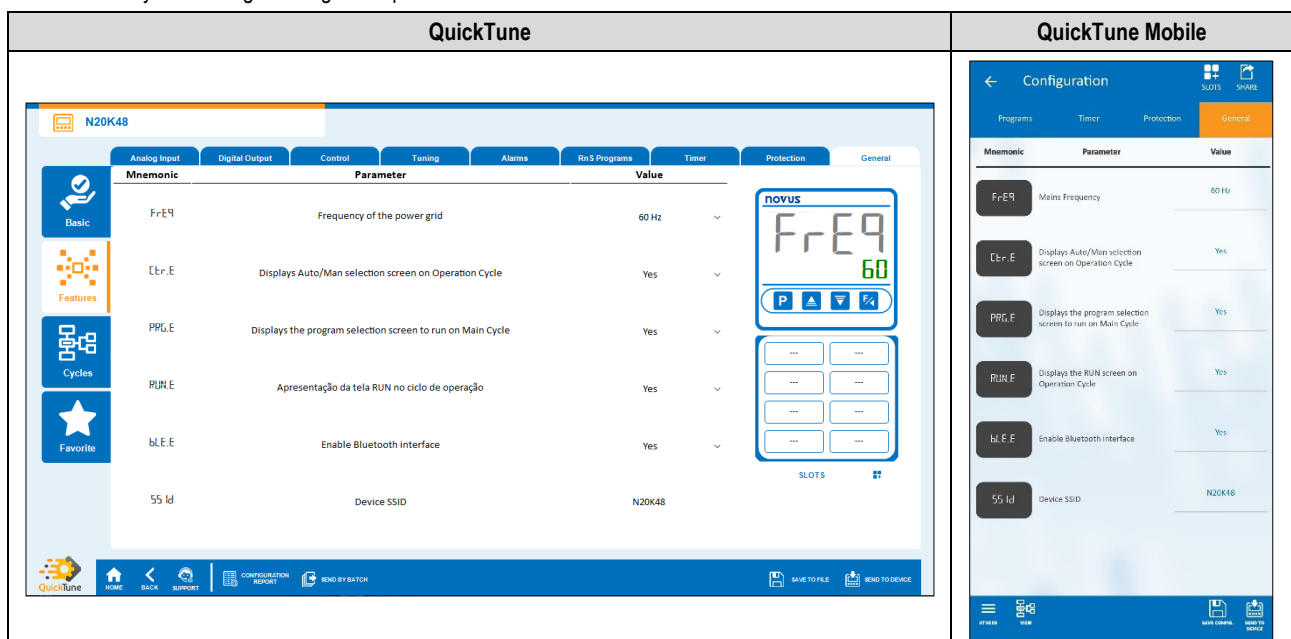 QuickTune
QuickTune Mobile
N20K48
Analog Input
Digital Output
Control
Tuning
Alarms
RnS Programs
Timer
Protection
General
Mnemonic
Parameter
Value
Basic
Features
Cycles
Favorite
FrEq
Frequency of the power grid
60 Hz
Ctr.E
Displays Auto/Man selection screen on Operation Cycle
Yes
PRG.E
Displays the program selection screen to run on Main Cycle
Yes
RUN.E
Apresentação da tela RUN no ciclo de operação
Yes
bLE.E
Enable Bluetooth interface
Yes
SSId
Device SSID
N20K48
novus
FrEq
60
P
F/
---
---
---
---
---
---
---
---
SLOTS
QuickTune
HOME
BACK
SUPPORT
CONFIGURATION
REPORT
SEND BY BATCH
SAVE TO FILE
SEND TO DEVICE
Configuration
SLOTS
SHARE
Programs
Timer
Protection
General
Mnemonic
Parameter
Value
FrEq
Mains Frequency
60 Hz
Ctr.E
Displays Auto/Man selection
screen on Operation Cycle
Yes
PRG.E
Displays the program selection
screen to run on Main Cycle
Yes
RUN.E
Displays the RUN screen on
Operation Cycle
Yes
bLE.E
Enable Bluetooth interface
Yes
SSId
Device SSID
N20K48
OTHERS
VIEW
SAVE CONFIG.
SEND TO
DEVICE